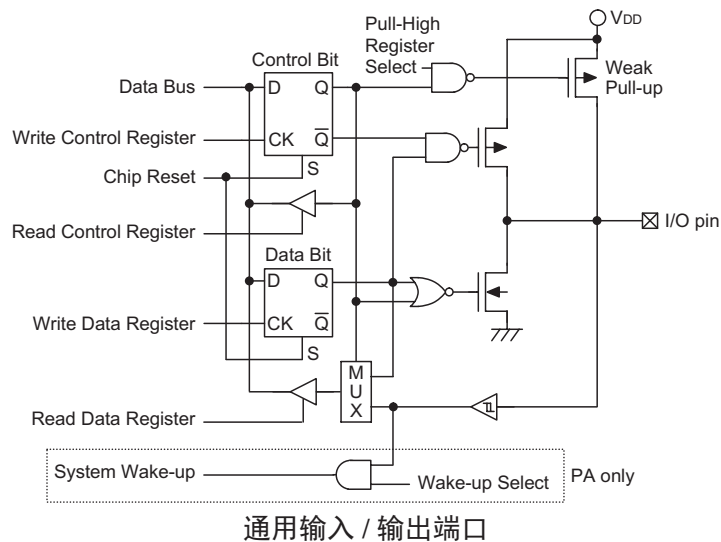 VDD
Pull-High
Register
Select
Control Bit
Weak
Pull-up
Data Bus
D
Q
Write Control Register
CK
Q̅
S
Chip Reset
Read Control Register
I/O pin
Data Bit
D
Q
Write Data Register
CK
Q̅
S
M
U
X
Read Data Register
System Wake-up
Wake-up Select
PA only
通用输入 / 输出端口